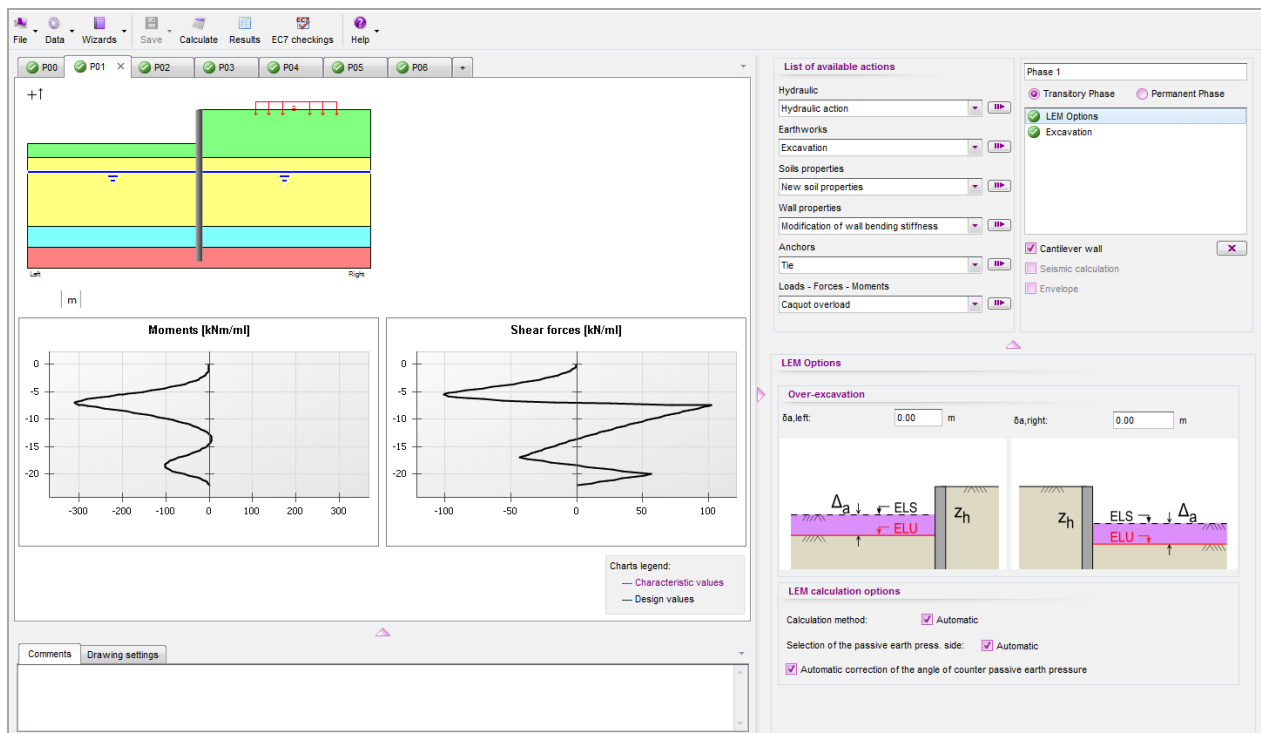 File Data Wizards Save Calculate Results EC7 checkings Help
P00 P01 × P02 P03 P04 P05 P06 +
+↑
Left Right
m
Moments [kNm/ml]
0
-5
-10
-15
-20
-300 -200 -100 0 100 200 300
Shear forces [kN/ml]
0
-5
-10
-15
-20
-100 -50 0 50 100
Charts legend:
--- Characteristic values
--- Design values
Comments Drawing settings
List of available actions
Hydraulic
Hydraulic action
Earthworks
Excavation
Soils properties
New soil properties
Wall properties
Modification of wall bending stiffness
Anchors
Tie
Loads - Forces - Moments
Caquot overload
Phase 1
Transitory Phase Permanent Phase
LEM Options
Excavation
Cantilever wall
Seismic calculation
Envelope
LEM Options
Over-excavation
δa,left: 0.00 m δa,right: 0.00 m
Δa ELS zh
ELU
zh ELS Δa
ELU
LEM calculation options
Calculation method: Automatic
Selection of the passive earth press. side: Automatic
Automatic correction of the angle of counter passive earth pressure